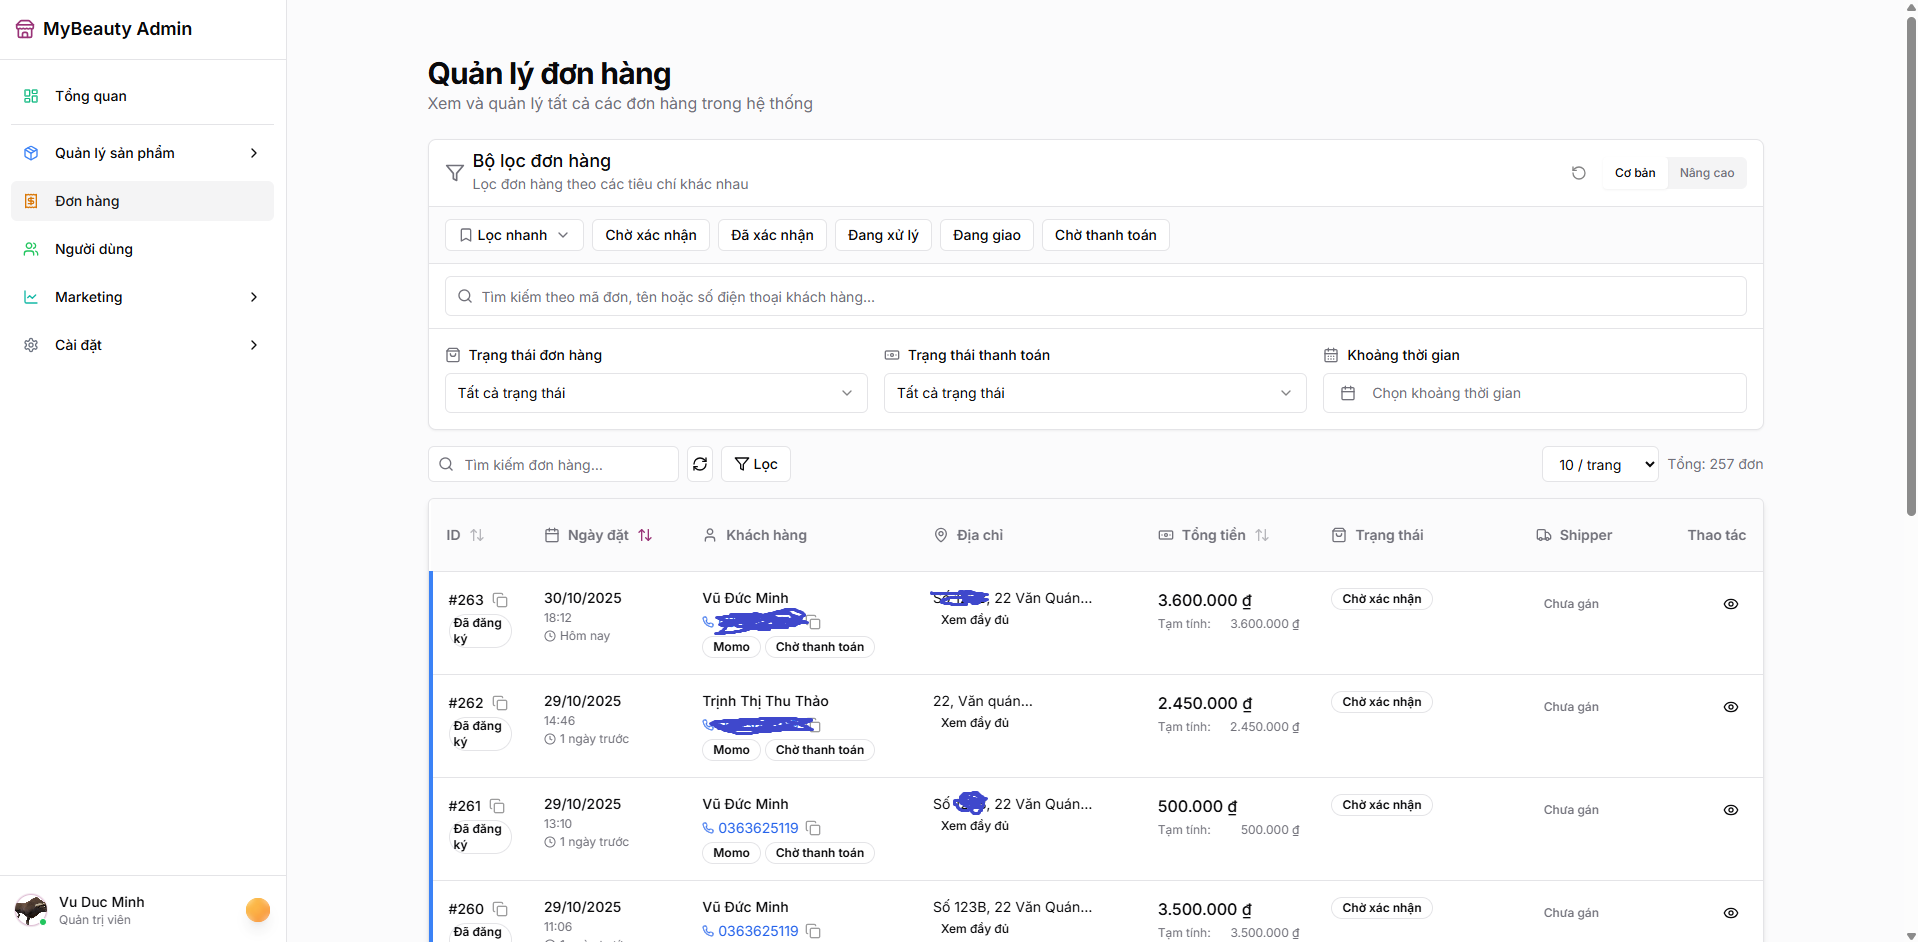 MyBeauty Admin
Tổng quan
Quản lý sản phẩm
Đơn hàng
Người dùng
Marketing
Cài đặt
Vu Duc Minh
Quản trị viên
Quản lý đơn hàng
Xem và quản lý tất cả các đơn hàng trong hệ thống
Bộ lọc đơn hàng
Lọc đơn hàng theo các tiêu chí khác nhau
Cơ bản Nâng cao
Lọc nhanh Chờ xác nhận Đã xác nhận Đang xử lý Đang giao Chờ thanh toán
Tìm kiếm theo mã đơn, tên hoặc số điện thoại khách hàng...
Trạng thái đơn hàng Trạng thái thanh toán Khoảng thời gian
Tất cả trạng thái Tất cả trạng thái Chọn khoảng thời gian
Tìm kiếm đơn hàng... Lọc 10 / trang Tổng: 257 đơn
ID Ngày đặt Khách hàng Địa chỉ Tổng tiền Trạng thái Shipper Thao tác
#263 30/10/2025 Vũ Đức Minh , 22 Văn Quán... 3.600.000 ₫ Chờ xác nhận Chưa gán
Đã đăng ký 18:12 Xem đầy đủ Tạm tính: 3.600.000 ₫
Hôm nay Momo Chờ thanh toán
#262 29/10/2025 Trịnh Thị Thu Thảo 22, Văn quán... 2.450.000 ₫ Chờ xác nhận Chưa gán
Đã đăng ký 14:46 Xem đầy đủ Tạm tính: 2.450.000 ₫
1 ngày trước Momo Chờ thanh toán
#261 29/10/2025 Vũ Đức Minh Số , 22 Văn Quán... 500.000 ₫ Chờ xác nhận Chưa gán
Đã đăng ký 13:10 0363625119 Xem đầy đủ Tạm tính: 500.000 ₫
1 ngày trước Momo Chờ thanh toán
#260 29/10/2025 Vũ Đức Minh Số 123B, 22 Văn Quán... 3.500.000 ₫ Chờ xác nhận Chưa gán
Đã đăng 11:06 0363625119 Xem đầy đủ Tạm tính: 3.500.000 ₫